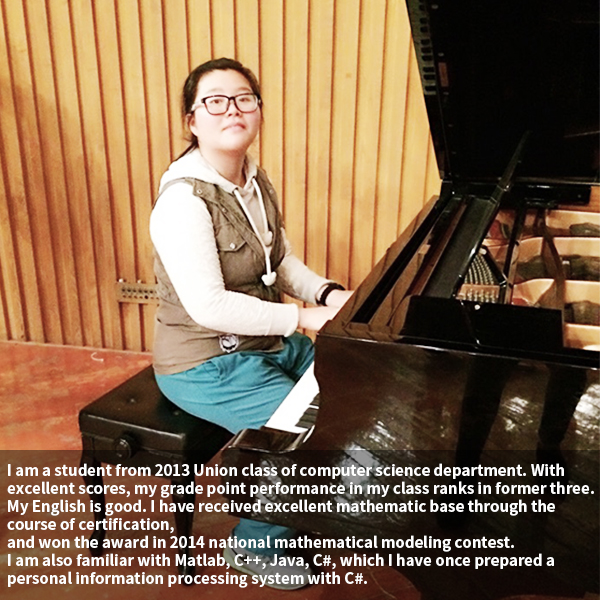 I am a student from 2013 Union class of computer science department. With
excellent scores, my grade point performance in my class ranks in former three.
My English is good. I have received excellent mathematic base through the
course of certification,
and won the award in 2014 national mathematical modeling contest.
I am also familiar with Matlab, C++, Java, C#, which I have once prepared a
personal information processing system with C#.